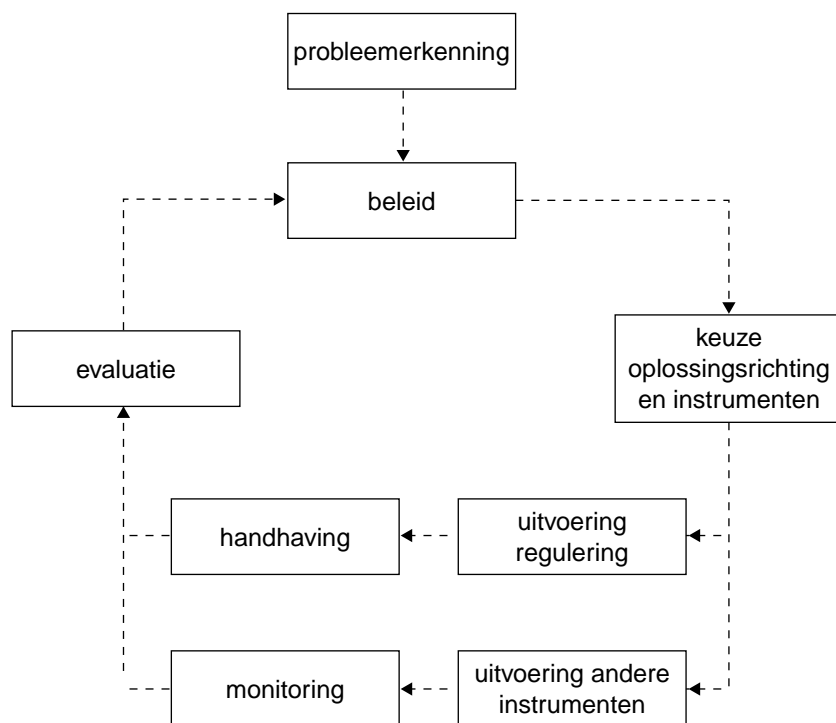 probleemerkenning
beleid
keuze
oplossingsrichting
en instrumenten
evaluatie
handhaving
uitvoering
regulering
monitoring
uitvoering andere
instrumenten